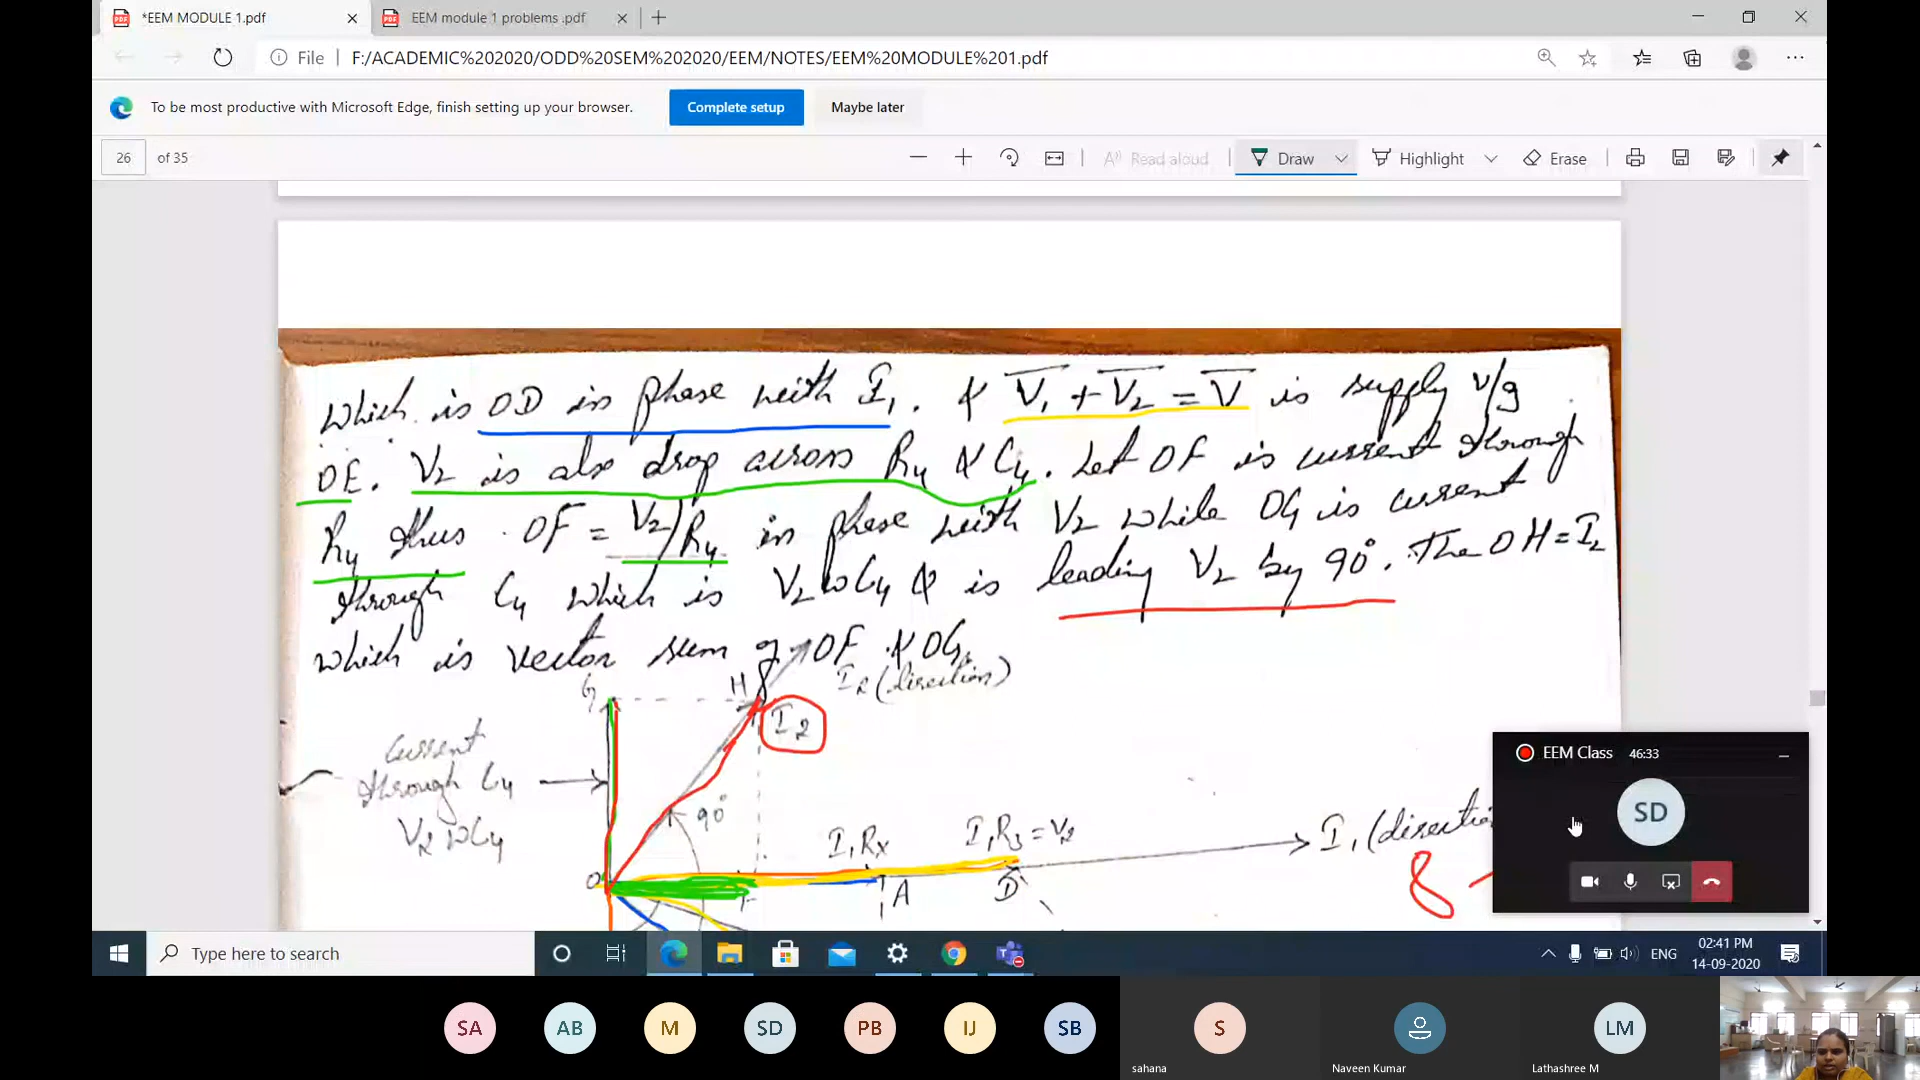 *EEM MODULE 1.pdf
EEM module 1 problems .pdf
File F:/ACADEMIC%202020/ODD%20SEM%202020/EEM/NOTES/EEM%20MODULE%201.pdf
To be most productive with Microsoft Edge, finish setting up your browser. Complete setup Maybe later
26 of 35 Read aloud Draw Highlight Erase
which is OD in phase with I₁. & V̅₁ + V̅₂ = V̅ is supply v/g
OE. V₂ is also drop across R₄ & C₄. Let OF is current through
R₄ thus OF = V₂/R₄ in phase with V₂ while OG is current
through C₄ which is V₂ωC₄ & is leading V₂ by 90°. The OH = I₂
which is vector sum of OF & OG.
I₂ (direction)
G H
I₂
current
through C₄
V₂ωC₄
90°
I₁Rx I₁R₃ = V₂
I₁ (direction
O F A D
8
EEM Class 46:33
SD
Type here to search
ENG
02:41 PM
14-09-2020
SA AB M SD PB IJ SB S LM
sahana Naveen Kumar Lathashree M